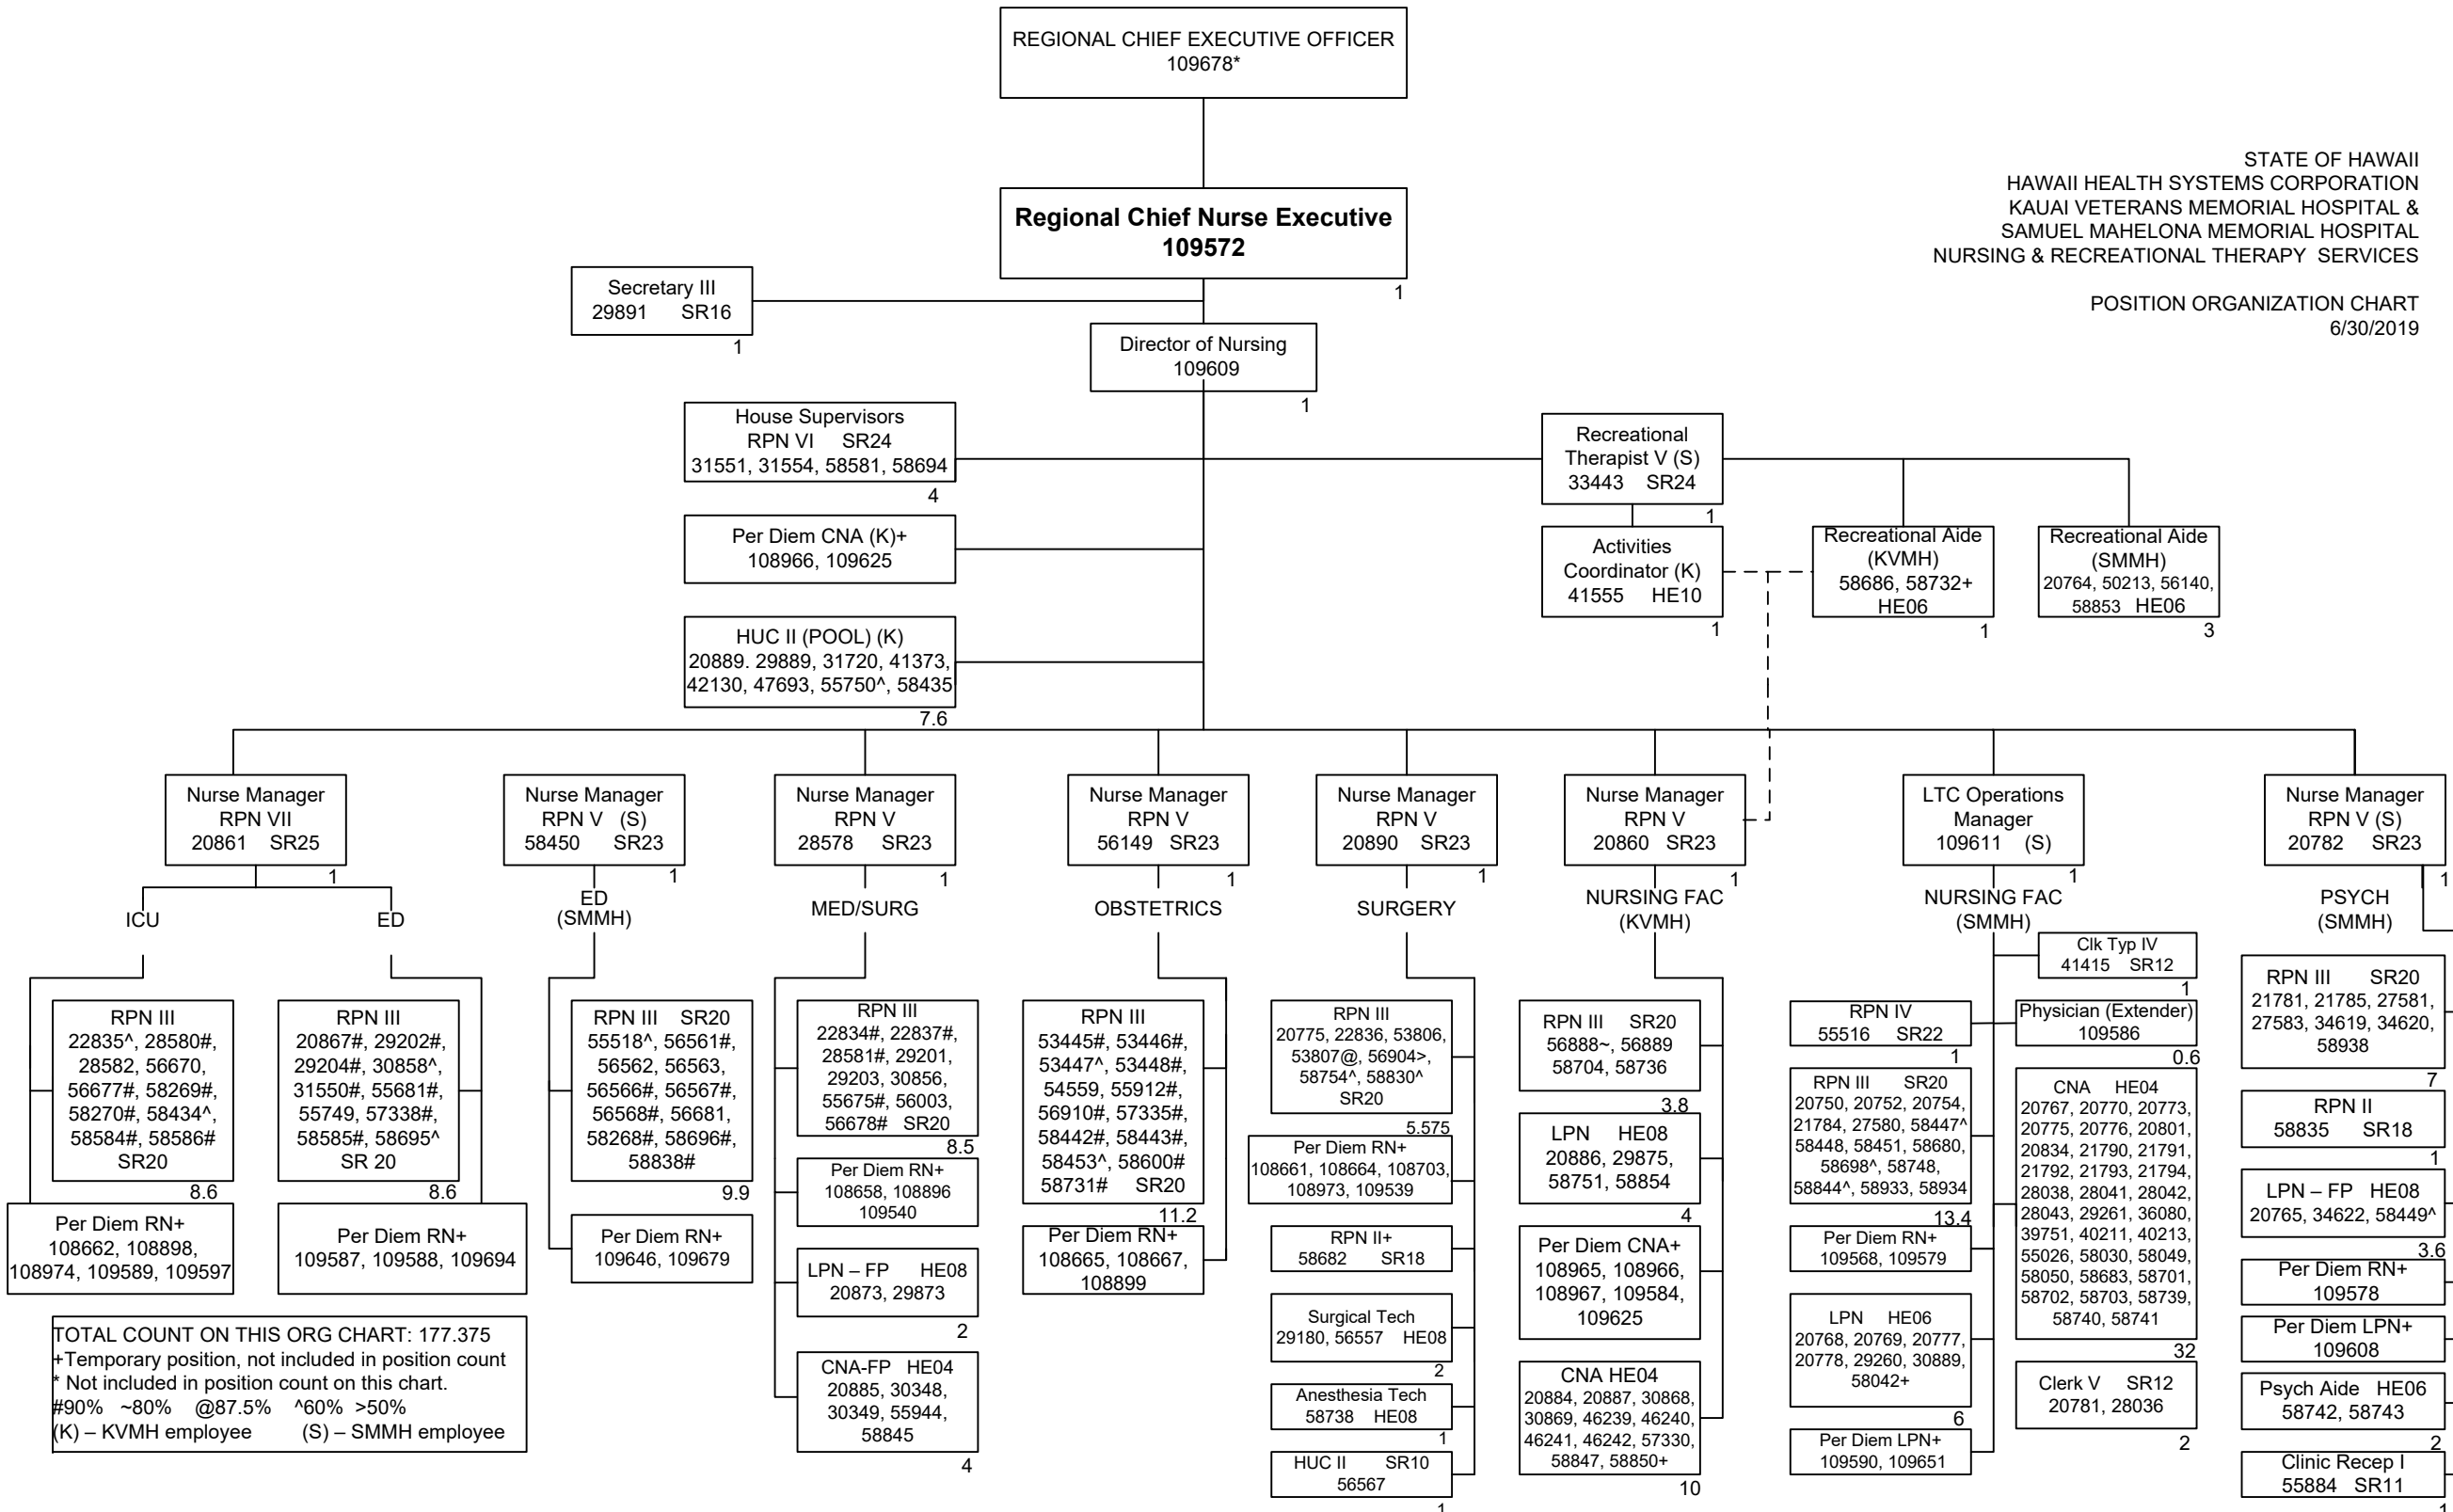 REGIONAL CHIEF EXECUTIVE OFFICER
109678*
STATE OF HAWAII
HAWAII HEALTH SYSTEMS CORPORATION
KAUAI VETERANS MEMORIAL HOSPITAL &
SAMUEL MAHELONA MEMORIAL HOSPITAL
NURSING & RECREATIONAL THERAPY SERVICES
POSITION ORGANIZATION CHART
6/30/2019
Regional Chief Nurse Executive
109572
1
Secretary III
29891 SR16
1
Director of Nursing
109609
1
House Supervisors
RPN VI SR24
31551, 31554, 58581, 58694
4
Per Diem CNA (K)+
108966, 109625
HUC II (POOL) (K)
20889. 29889, 31720, 41373,
42130, 47693, 55750^, 58435
7.6
Recreational
Therapist V (S)
33443 SR24
1
Activities
Coordinator (K)
41555 HE10
1
Recreational Aide
(KVMH)
58686, 58732+
HE06
1
Recreational Aide
(SMMH)
20764, 50213, 56140,
58853 HE06
3
Nurse Manager
RPN VII
20861 SR25
1
ICU
ED
RPN III
22835^, 28580#,
28582, 56670,
56677#, 58269#,
58270#, 58434^,
58584#, 58586#
SR20
8.6
Per Diem RN+
108662, 108898,
108974, 109589, 109597
RPN III
20867#, 29202#,
29204#, 30858^,
31550#, 55681#,
55749, 57338#,
58585#, 58695^
SR 20
8.6
Per Diem RN+
109587, 109588, 109694
Nurse Manager
RPN V (S)
58450 SR23
1
ED
(SMMH)
RPN III SR20
55518^, 56561#,
56562, 56563,
56566#, 56567#,
56568#, 56681,
58268#, 58696#,
58838#
9.9
Per Diem RN+
109646, 109679
Nurse Manager
RPN V
28578 SR23
1
MED/SURG
RPN III
22834#, 22837#,
28581#, 29201,
29203, 30856,
55675#, 56003,
56678# SR20
8.5
Per Diem RN+
108658, 108896
109540
LPN – FP HE08
20873, 29873
2
CNA-FP HE04
20885, 30348,
30349, 55944,
58845
4
Nurse Manager
RPN V
56149 SR23
1
OBSTETRICS
RPN III
53445#, 53446#,
53447^, 53448#,
54559, 55912#,
56910#, 57335#,
58442#, 58443#,
58453^, 58600#
58731# SR20
11.2
Per Diem RN+
108665, 108667,
108899
Nurse Manager
RPN V
20890 SR23
1
SURGERY
RPN III
20775, 22836, 53806,
53807@, 56904>,
58754^, 58830^
SR20
5.575
Per Diem RN+
108661, 108664, 108703,
108973, 109539
RPN II+
58682 SR18
Surgical Tech
29180, 56557 HE08
2
Anesthesia Tech
58738 HE08
1
HUC II SR10
56567
1
Nurse Manager
RPN V
20860 SR23
1
NURSING FAC
(KVMH)
RPN III SR20
56888~, 56889
58704, 58736
3.8
LPN HE08
20886, 29875,
58751, 58854
4
Per Diem CNA+
108965, 108966,
108967, 109584,
109625
CNA HE04
20884, 20887, 30868,
30869, 46239, 46240,
46241, 46242, 57330,
58847, 58850+
10
LTC Operations
Manager
109611 (S)
1
NURSING FAC
(SMMH)
Clk Typ IV
41415 SR12
1
RPN IV
55516 SR22
1
Physician (Extender)
109586
0.6
RPN III SR20
20750, 20752, 20754,
21784, 27580, 58447^
58448, 58451, 58680,
58698^, 58748,
58844^, 58933, 58934
13.4
Per Diem RN+
109568, 109579
LPN HE06
20768, 20769, 20777,
20778, 29260, 30889,
58042+
6
Per Diem LPN+
109590, 109651
CNA HE04
20767, 20770, 20773,
20775, 20776, 20801,
20834, 21790, 21791,
21792, 21793, 21794,
28038, 28041, 28042,
28043, 29261, 36080,
39751, 40211, 40213,
55026, 58030, 58049,
58050, 58683, 58701,
58702, 58703, 58739,
58740, 58741
32
Clerk V SR12
20781, 28036
2
Nurse Manager
RPN V (S)
20782 SR23
1
PSYCH
(SMMH)
RPN III SR20
21781, 21785, 27581,
27583, 34619, 34620,
58938
7
RPN II
58835 SR18
1
LPN – FP HE08
20765, 34622, 58449^
3.6
Per Diem RN+
109578
Per Diem LPN+
109608
Psych Aide HE06
58742, 58743
2
Clinic Recep I
55884 SR11
1
TOTAL COUNT ON THIS ORG CHART: 177.375
+Temporary position, not included in position count
* Not included in position count on this chart.
#90% ~80% @87.5% ^60% >50%
(K) – KVMH employee (S) – SMMH employee